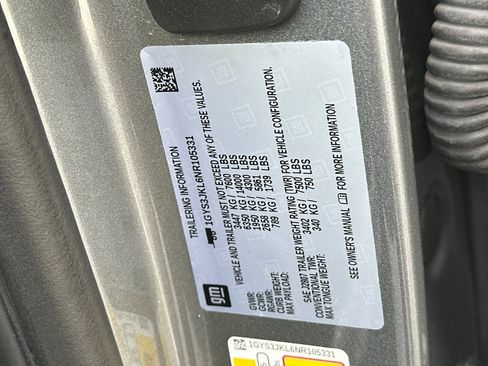 TRAILERING INFORMATION
1GYS3JKL6NR105331
VEHICLE AND TRAILER MUST NOT EXCEED ANY OF THESE VALUES.
GVWR: 3447 KG / 7600 LBS
GCWR: 6350 KG / 14000 LBS
RGAWR: 1950 KG / 4300 LBS
CURB WEIGHT: 2658 KG / 5861 LBS
MAX PAYLOAD: 789 KG / 1739 LBS
SAE J2807 TRAILER WEIGHT RATING (TWR) FOR VEHICLE CONFIGURATION.
CONVENTIONAL TWR: 3402 KG / 7500 LBS
MAX TONGUE WEIGHT: 340 KG / 750 LBS
SEE OWNER'S MANUAL FOR MORE INFORMATION
gm
1GYS3JKL6NR105331